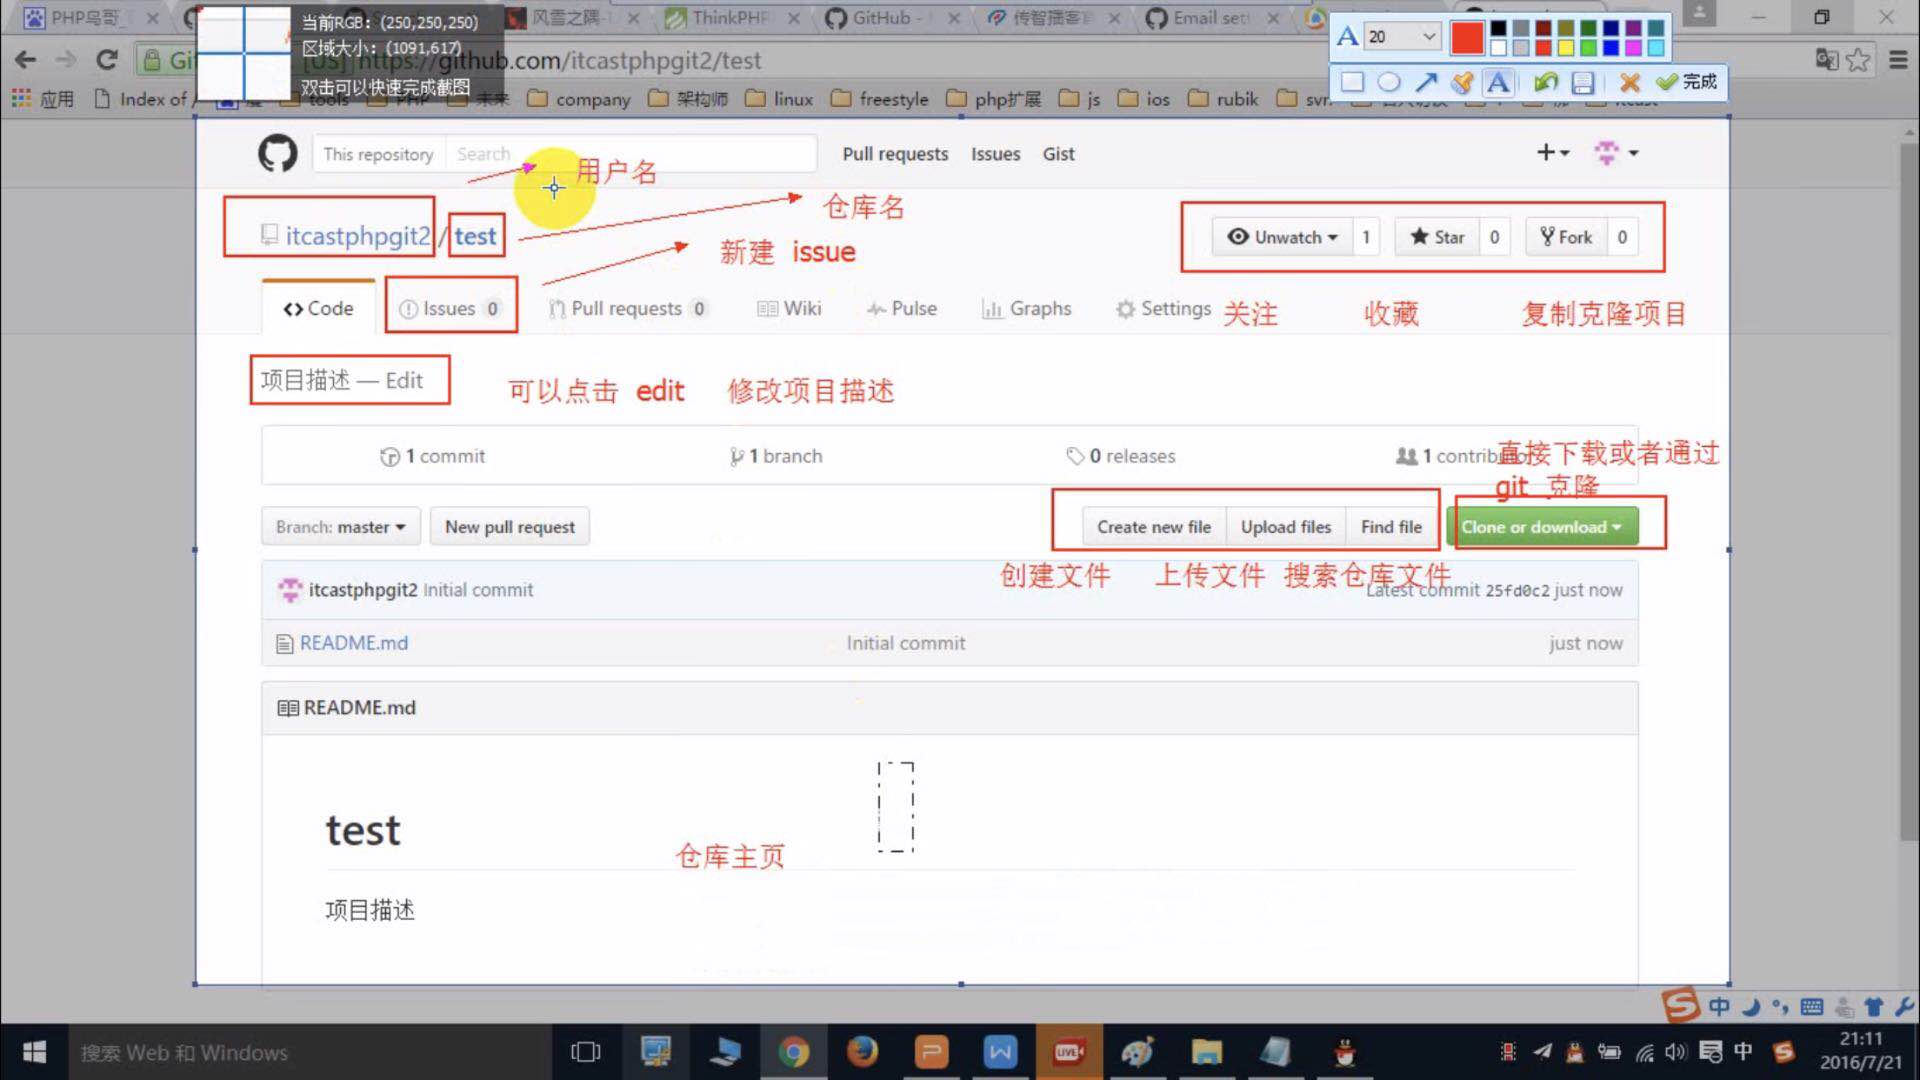 PHP鸟哥
风雪之隅
ThinkPHP
GitHub -
传智播客官
Email sett
当前RGB: (250,250,250)
区域大小: (1091,617)
双击可以快速完成截图
20
完成
[US] https://github.com/itcastphpgit2/test
应用
Index of /
tools
PHP
未来
company
架构师
linux
freestyle
php扩展
js
ios
rubik
svn
This repository
Search
Pull requests
Issues
Gist
用户名
仓库名
itcastphpgit2 / test
新建 issue
Unwatch 1
Star 0
Fork 0
Code
Issues 0
Pull requests 0
Wiki
Pulse
Graphs
Settings
关注
收藏
复制克隆项目
项目描述 — Edit
可以点击 edit 修改项目描述
1 commit
1 branch
0 releases
直接下载或者通过
git 克隆
Branch: master
New pull request
Create new file
Upload files
Find file
Clone or download
创建文件
上传文件
搜索仓库文件
itcastphpgit2 Initial commit
Latest commit 25fd0c2 just now
README.md
Initial commit
just now
README.md
test
仓库主页
项目描述
中
搜索 Web 和 Windows
LIVE
中
21:11
2016/7/21